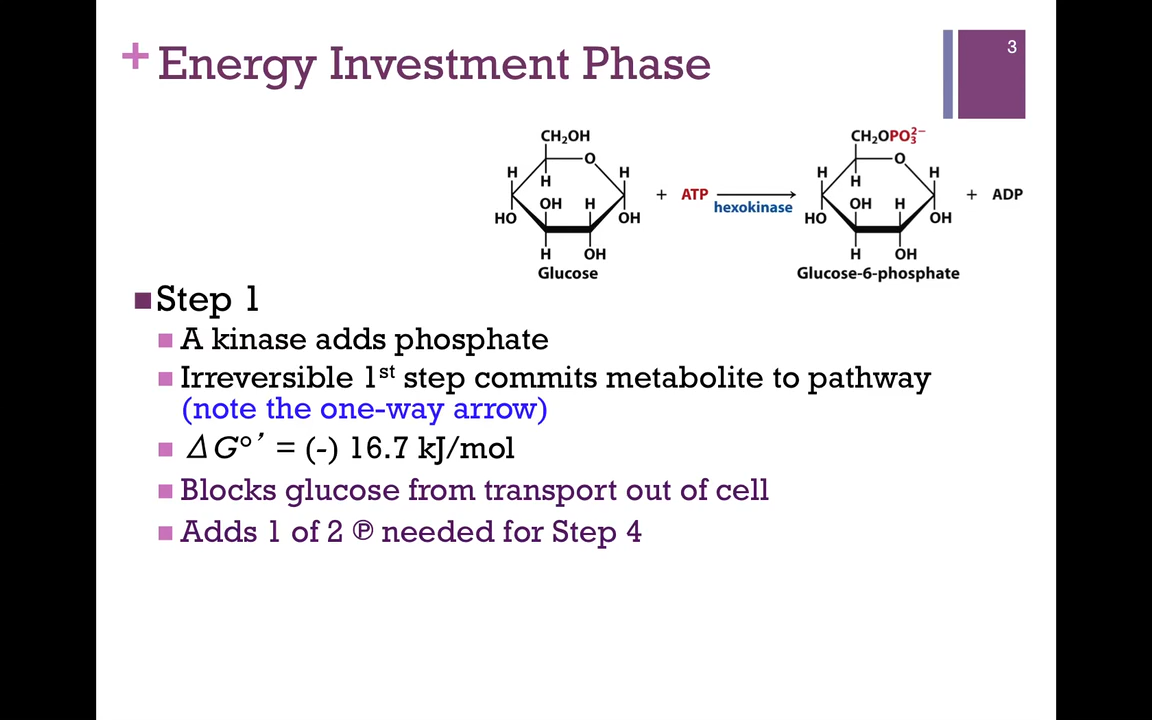 + Energy Investment Phase
3
CH₂OH
O
H
H
H
OH
H
HO
OH
H
OH
Glucose
+ ATP
hexokinase
CH₂OPO₃²⁻
O
H
H
H
OH
H
HO
OH
H
OH
Glucose-6-phosphate
+ ADP
Step 1
A kinase adds phosphate
Irreversible 1st step commits metabolite to pathway
(note the one-way arrow)
ΔG°’ = (-) 16.7 kJ/mol
Blocks glucose from transport out of cell
Adds 1 of 2 Ⓟ needed for Step 4